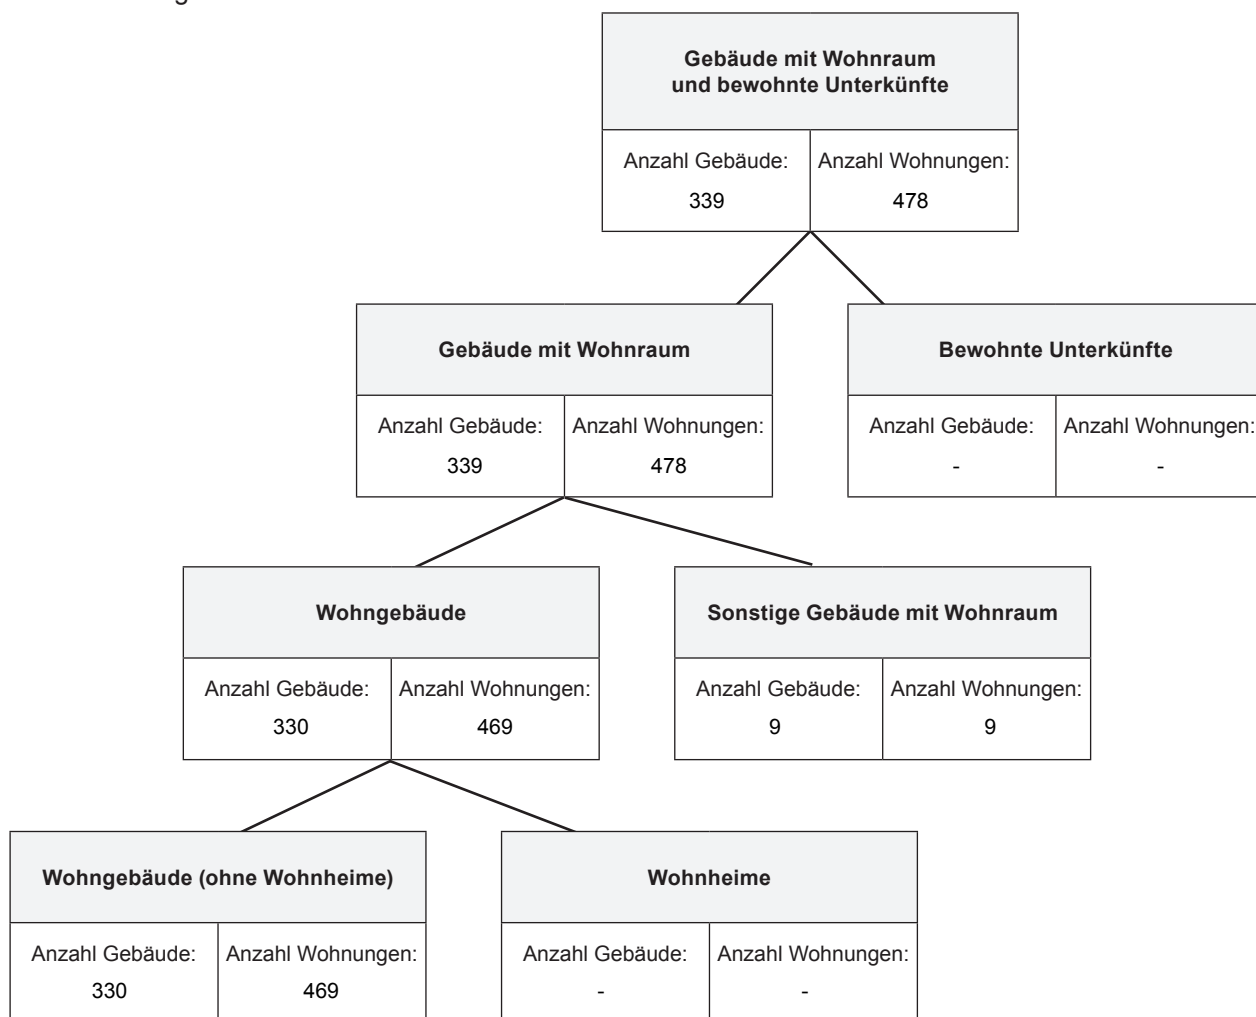 Gebäude mit Wohnraum
und bewohnte Unterkünfte
Anzahl Gebäude: Anzahl Wohnungen:
339 478
Gebäude mit Wohnraum Bewohnte Unterkünfte
Anzahl Gebäude: Anzahl Wohnungen: Anzahl Gebäude: Anzahl Wohnungen:
339 478 - -
Wohngebäude Sonstige Gebäude mit Wohnraum
Anzahl Gebäude: Anzahl Wohnungen: Anzahl Gebäude: Anzahl Wohnungen:
330 469 9 9
Wohngebäude (ohne Wohnheime) Wohnheime
Anzahl Gebäude: Anzahl Wohnungen: Anzahl Gebäude: Anzahl Wohnungen:
330 469 - -